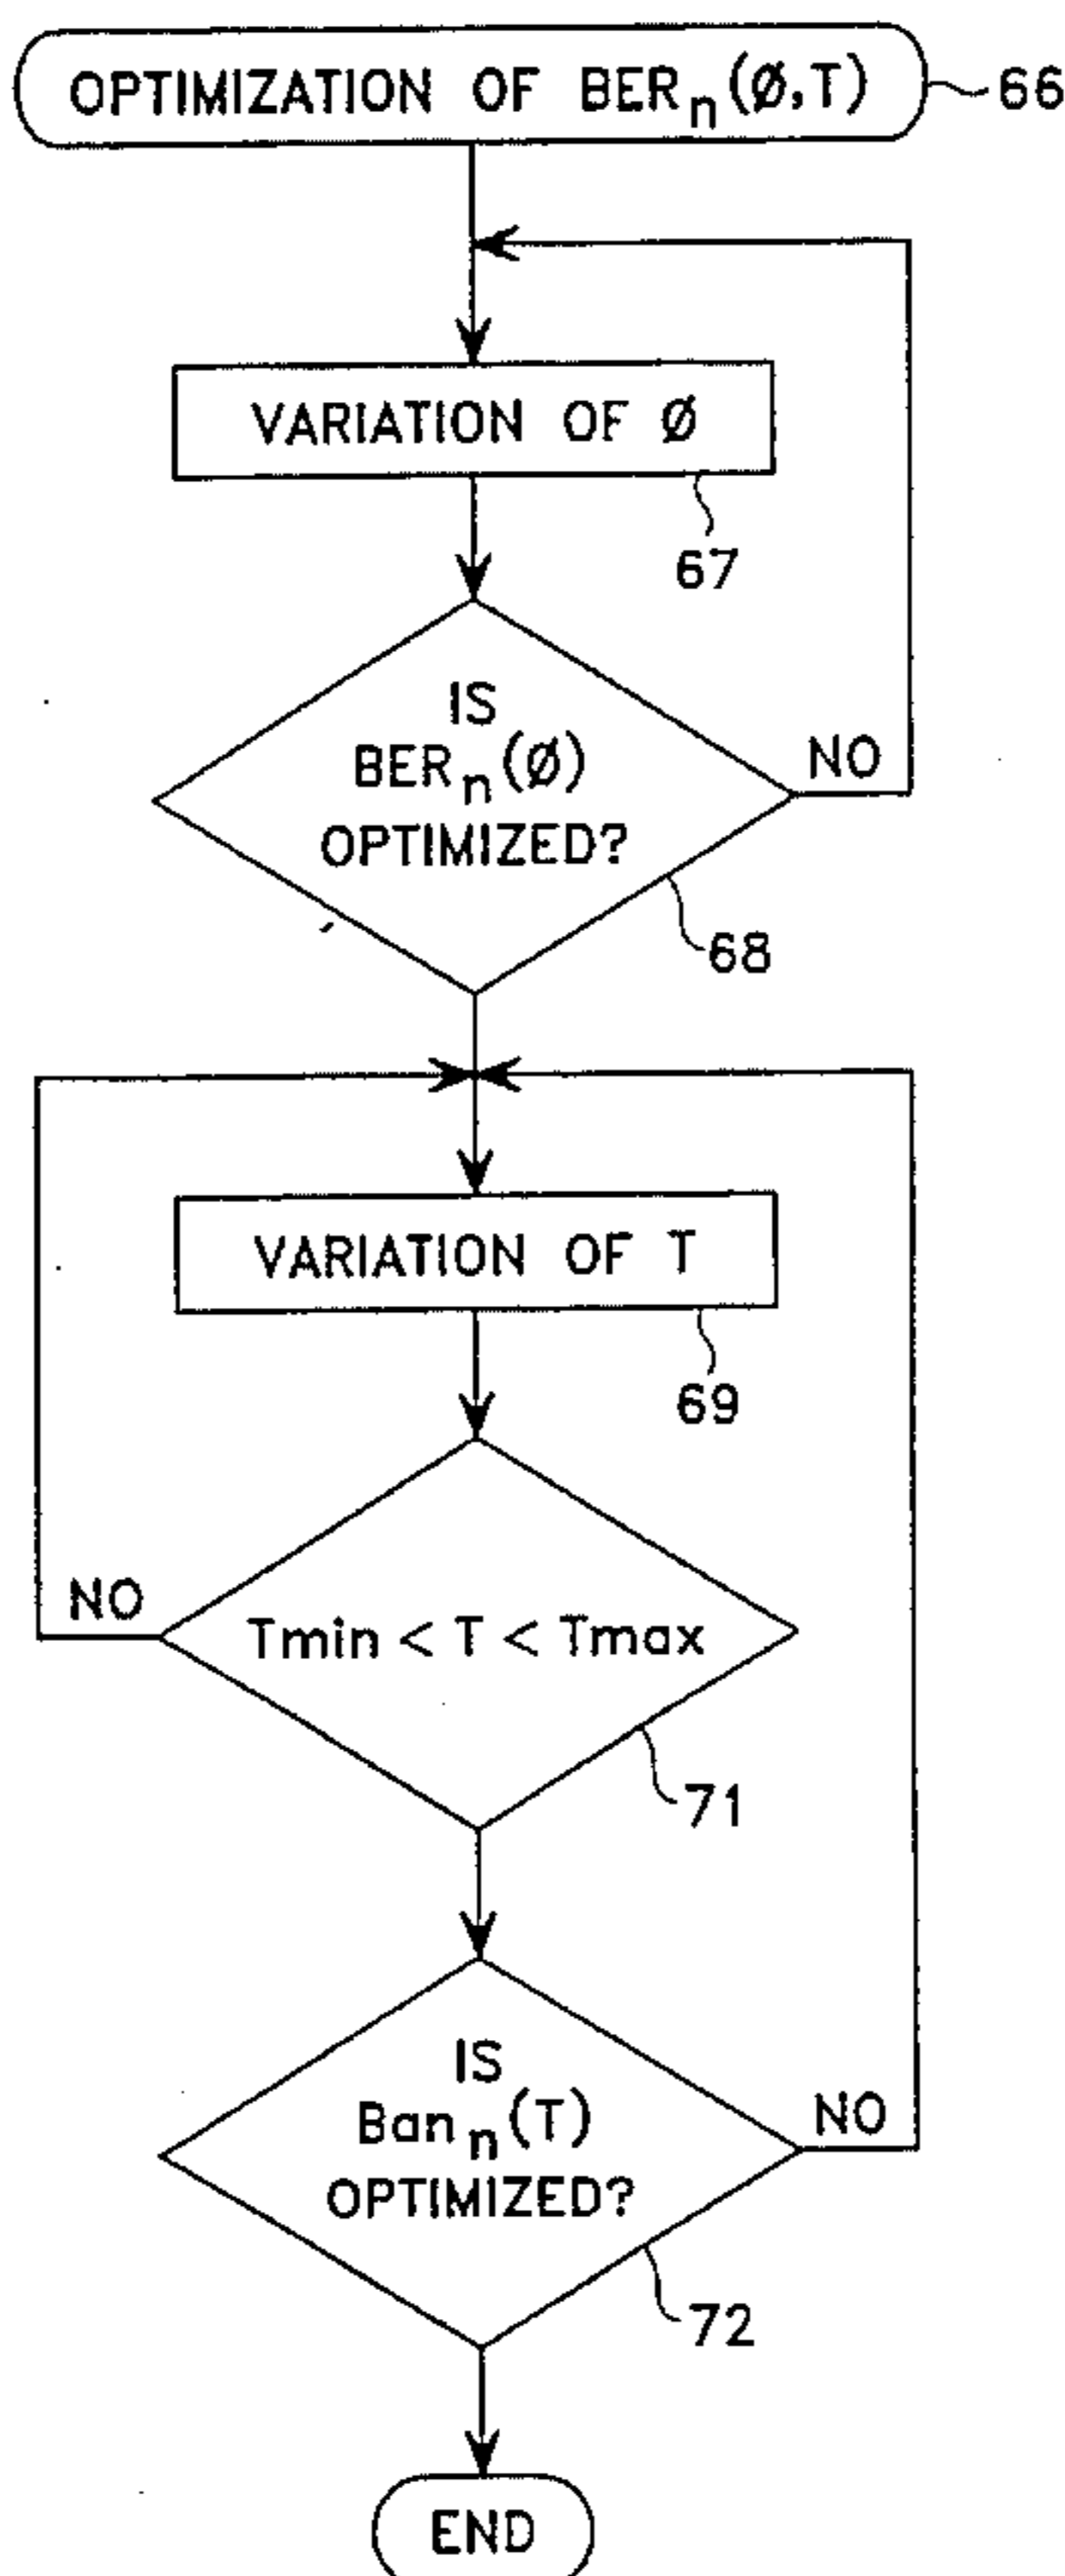 OPTIMIZATION OF BERn(Ø,T)
66
VARIATION OF Ø
67
IS
BERn(Ø)
OPTIMIZED?
NO
68
VARIATION OF T
69
NO
Tmin < T < Tmax
71
IS
Bann(T)
OPTIMIZED?
NO
72
END